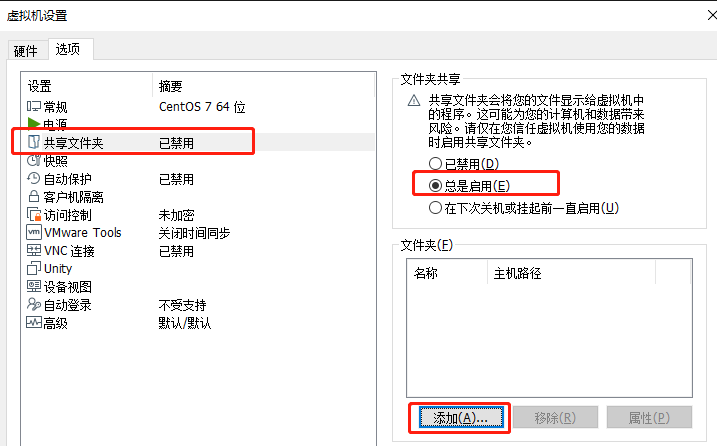 虚拟机设置
硬件 选项
设置 摘要
常规 CentOS 7 64 位
电源
共享文件夹 已禁用
快照
自动保护 已禁用
客户机隔离
访问控制 未加密
VMware Tools 关闭时间同步
VNC 连接 已禁用
Unity
设备视图
自动登录 不受支持
高级 默认/默认
文件夹共享
共享文件夹会将您的文件显示给虚拟机中
的程序。这可能为您的计算机和数据带来
风险。请仅在您信任虚拟机使用您的数据
时启用共享文件夹。
已禁用(D)
总是启用(E)
在下次关机或挂起前一直启用(U)
文件夹(F)
名称 主机路径
添加(A)... 移除(R) 属性(P)